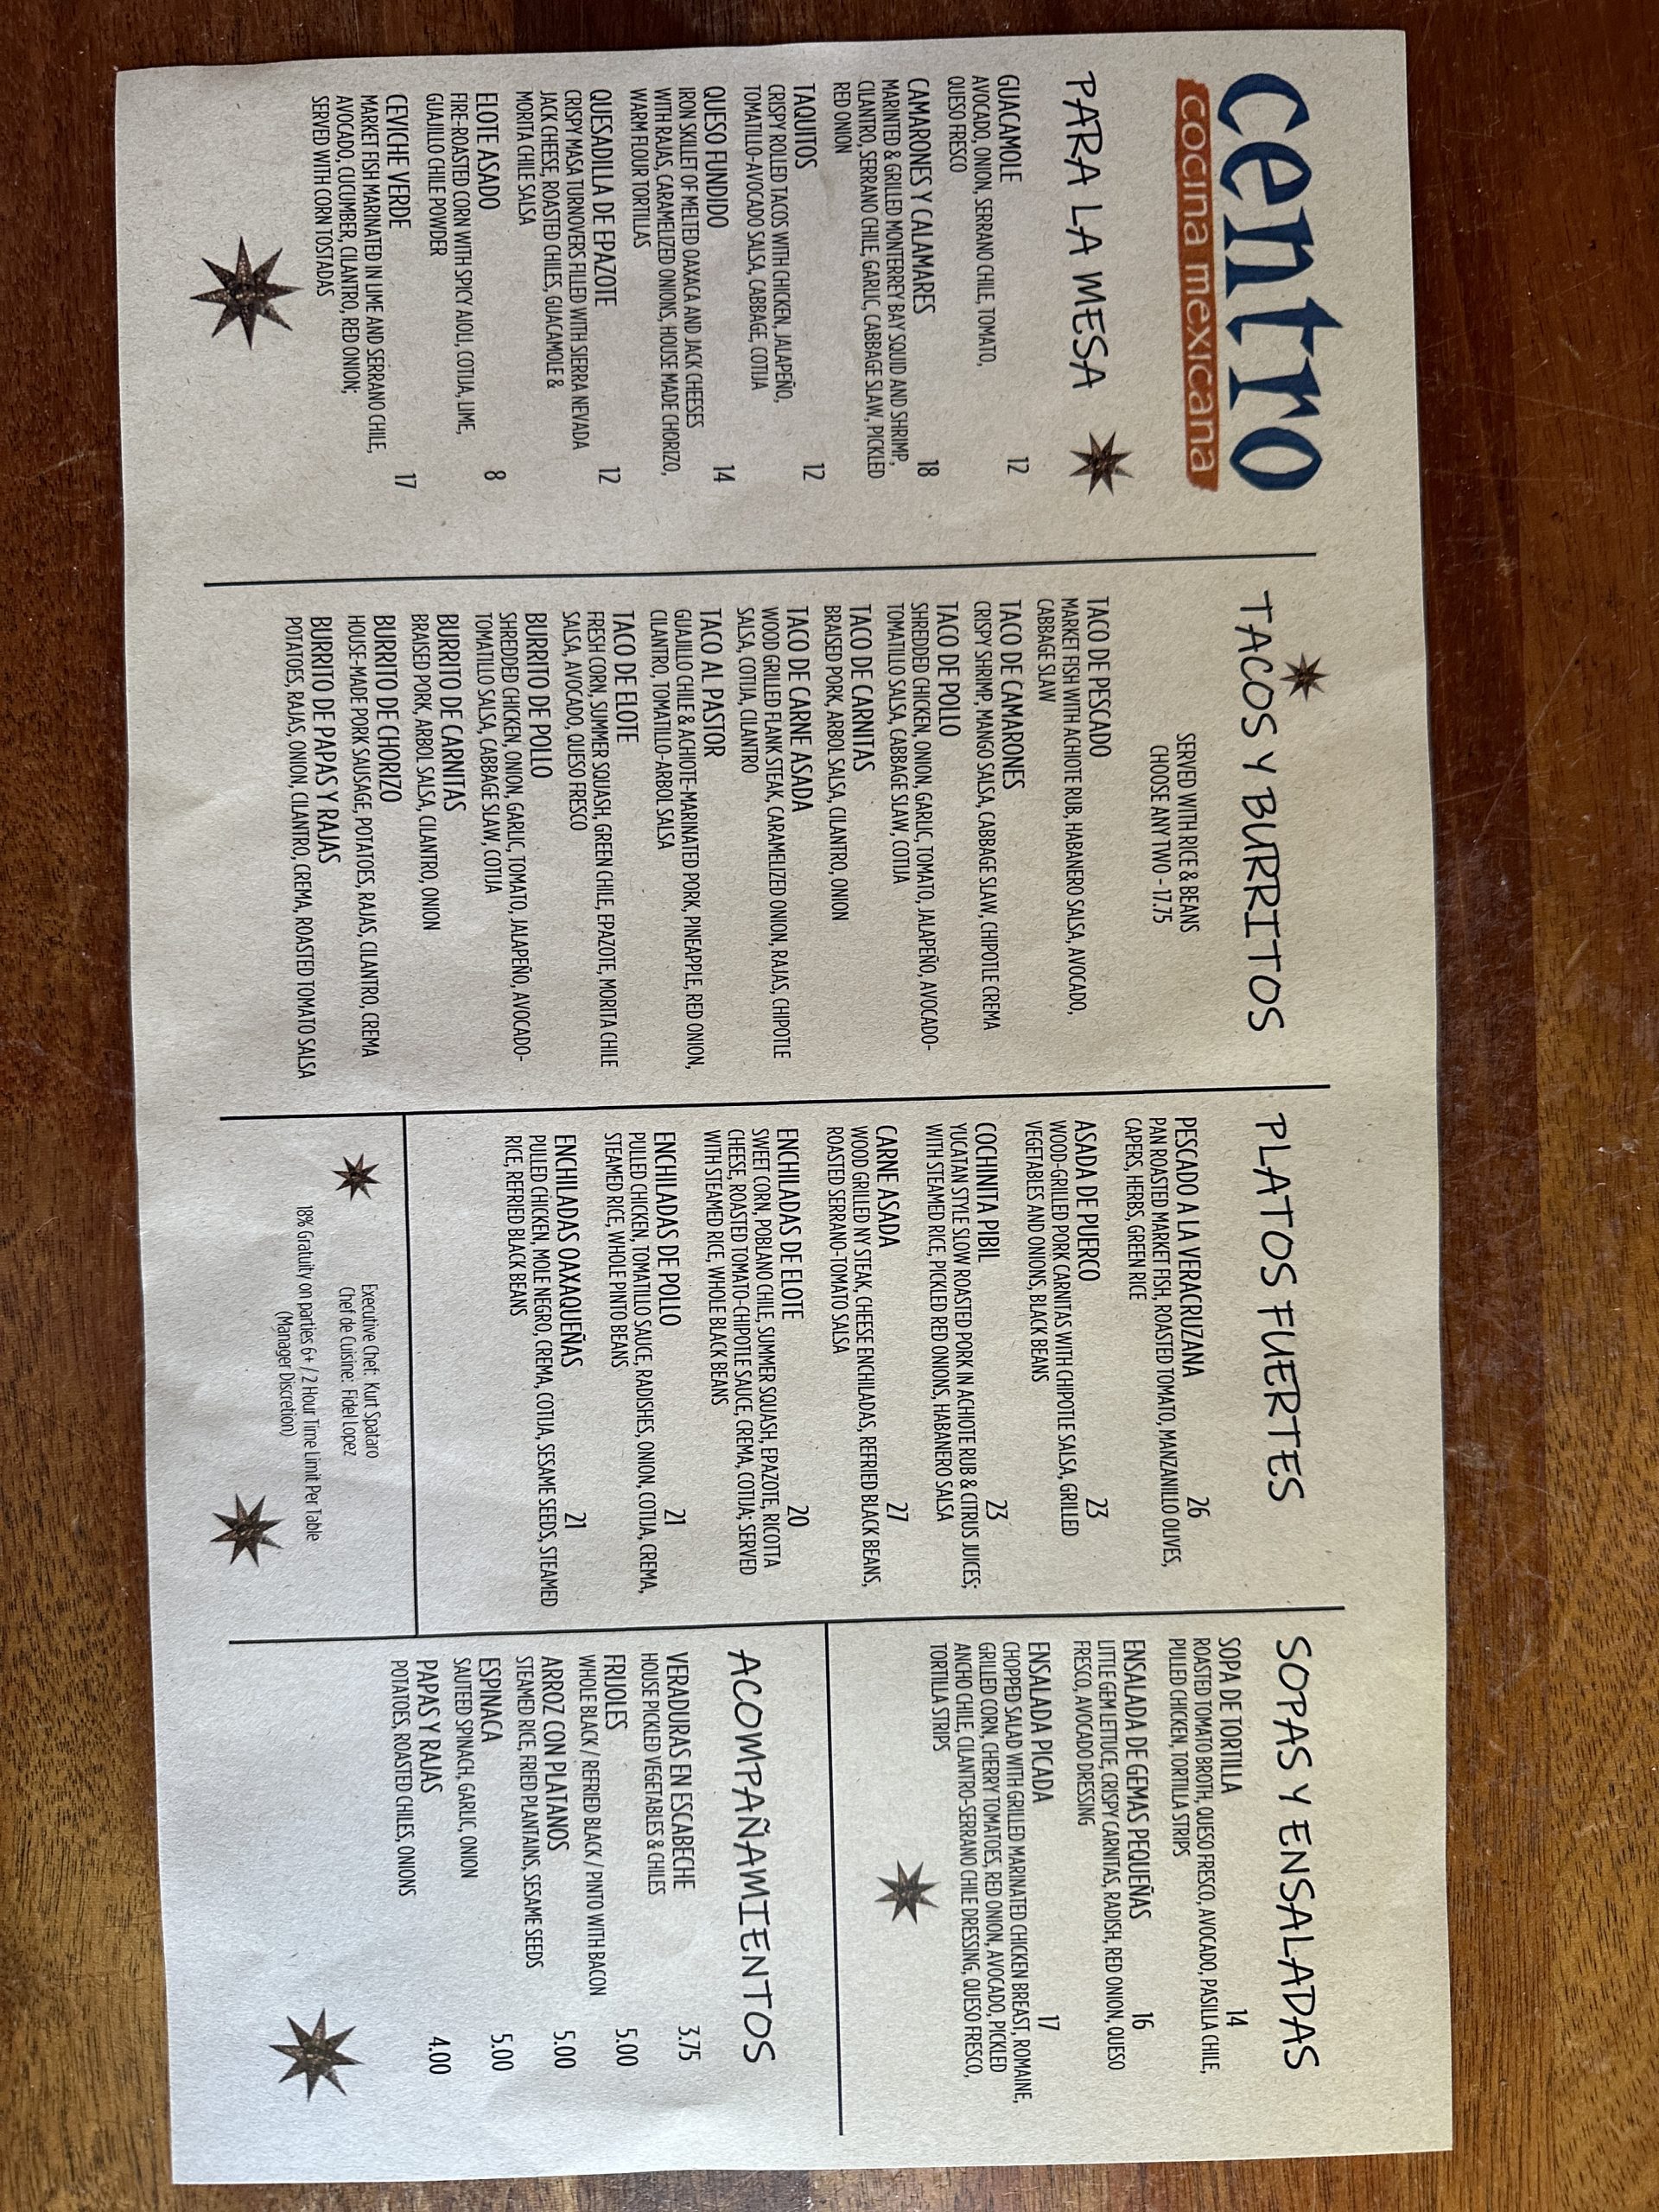 centro
cocina mexicana
PARA LA MESA
GUACAMOLE 12
AVOCADO, ONION, SERRANO CHILE, TOMATO,
QUESO FRESCO
CAMARONES Y CALAMARES 18
MARINTED & GRILLED MONTERREY BAY SQUID AND SHRIMP,
CILANTRO, SERRANO CHILE, GARLIC, CABBAGE SLAW, PICKLED
RED ONION
TAQUITOS 12
CRISPY ROLLED TACOS WITH CHICKEN, JALAPEÑO,
TOMATILLO-AVOCADO SALSA, CABBAGE, COTIJA
QUESO FUNDIDO 14
IRON SKILLET OF MELTED OAXACA AND JACK CHEESES
WITH RAJAS, CARAMELIZED ONIONS, HOUSE MADE CHORIZO,
WARM FLOUR TORTILLAS
QUESADILLA DE EPAZOTE 12
CRISPY MASA TURNOVERS FILLED WITH SIERRA NEVADA
JACK CHEESE, ROASTED CHILES, GUACAMOLE &
MORITA CHILE SALSA
ELOTE ASADO 8
FIRE-ROASTED CORN WITH SPICY AIOLI, COTIJA, LIME,
GUAJILLO CHILE POWDER
CEVICHE VERDE 17
MARKET FISH MARINATED IN LIME AND SERRANO CHILE,
AVOCADO, CUCUMBER, CILANTRO, RED ONION;
SERVED WITH CORN TOSTADAS
TACOS Y BURRITOS
SERVED WITH RICE & BEANS
CHOOSE ANY TWO - 17.75
TACO DE PESCADO
MARKET FISH WITH ACHIOTE RUB, HABANERO SALSA, AVOCADO,
CABBAGE SLAW
TACO DE CAMARONES
CRISPY SHRIMP, MANGO SALSA, CABBAGE SLAW, CHIPOTLE CREMA
TACO DE POLLO
SHREDDED CHICKEN, ONION, GARLIC, TOMATO, JALAPEÑO, AVOCADO-
TOMATILLO SALSA, CABBAGE SLAW, COTIJA
TACO DE CARNITAS
BRAISED PORK, ARBOL SALSA, CILANTRO, ONION
TACO DE CARNE ASADA
WOOD GRILLED FLANK STEAK, CARAMELIZED ONION, RAJAS, CHIPOTLE
SALSA, COTIJA, CILANTRO
TACO AL PASTOR
GUAJILLO CHILE & ACHIOTE-MARINATED PORK, PINEAPPLE, RED ONION,
CILANTRO, TOMATILLO-ARBOL SALSA
TACO DE ELOTE
FRESH CORN, SUMMER SQUASH, GREEN CHILE, EPAZOTE, MORITA CHILE
SALSA, AVOCADO, QUESO FRESCO
BURRITO DE POLLO
SHREDDED CHICKEN, ONION, GARLIC, TOMATO, JALAPEÑO, AVOCADO-
TOMATILLO SALSA, CABBAGE SLAW, COTIJA
BURRITO DE CARNITAS
BRAISED PORK, ARBOL SALSA, CILANTRO, ONION
BURRITO DE CHORIZO
HOUSE-MADE PORK SAUSAGE, POTATOES, RAJAS, CILANTRO, CREMA
BURRITO DE PAPAS Y RAJAS
POTATOES, RAJAS, ONION, CILANTRO, CREMA, ROASTED TOMATO SALSA
PLATOS FUERTES
PESCADO A LA VERACRUZANA 26
PAN ROASTED MARKET FISH, ROASTED TOMATO, MANZANILLO OLIVES,
CAPERS, HERBS, GREEN RICE
ASADA DE PUERCO 23
WOOD-GRILLED PORK CARNITAS WITH CHIPOTLE SALSA, GRILLED
VEGETABLES AND ONIONS, BLACK BEANS
COCHINITA PIBIL 23
YUCATAN STYLE SLOW ROASTED PORK IN ACHIOTE RUB & CITRUS JUICES;
WITH STEAMED RICE, PICKLED RED ONIONS, HABANERO SALSA
CARNE ASADA 27
WOOD GRILLED NY STEAK, CHEESE ENCHILADAS, REFRIED BLACK BEANS,
ROASTED SERRANO-TOMATO SALSA
ENCHILADAS DE ELOTE 20
SWEET CORN, POBLANO CHILE, SUMMER SQUASH, EPAZOTE, RICOTTA
CHEESE, ROASTED TOMATO-CHIPOTLE SAUCE, CREMA, COTIJA; SERVED
WITH STEAMED RICE, WHOLE BLACK BEANS
ENCHILADAS DE POLLO 21
PULLED CHICKEN, TOMATILLO SAUCE, RADISHES, ONION, COTIJA, CREMA,
STEAMED RICE, WHOLE PINTO BEANS
ENCHILADAS OAXAQUEÑAS 21
PULLED CHICKEN, MOLE NEGRO, CREMA, COTIJA, SESAME SEEDS, STEAMED
RICE, REFRIED BLACK BEANS
Executive Chef: Kurt Spataro
Chef de Cuisine: Fidel Lopez
18% Gratuity on parties 6+ / 2 Hour Time Limit Per Table
(Manager Discretion)
SOPAS Y ENSALADAS
SOPA DE TORTILLA 14
ROASTED TOMATO BROTH, QUESO FRESCO, AVOCADO, PASILLA CHILE,
PULLED CHICKEN, TORTILLA STRIPS
ENSALADA DE GEMAS PEQUEÑAS 16
LITTLE GEM LETTUCE, CRISPY CARNITAS, RADISH, RED ONION, QUESO
FRESCO, AVOCADO DRESSING
ENSALADA PICADA 17
CHOPPED SALAD WITH GRILLED MARINATED CHICKEN BREAST, ROMAINE,
GRILLED CORN, CHERRY TOMATOES, RED ONION, AVOCADO, PICKLED
ANCHO CHILE, CILANTRO-SERRANO CHILE DRESSING, QUESO FRESCO,
TORTILLA STRIPS
ACOMPAÑAMIENTOS
VERADURAS EN ESCABECHE 3.75
HOUSE PICKLED VEGETABLES & CHILES
FRIJOLES 5.00
WHOLE BLACK / REFRIED BLACK / PINTO WITH BACON
ARROZ CON PLATANOS 5.00
STEAMED RICE, FRIED PLANTAINS, SESAME SEEDS
ESPINACA 5.00
SAUTEED SPINACH, GARLIC, ONION
PAPAS Y RAJAS 4.00
POTATOES, ROASTED CHILES, ONIONS